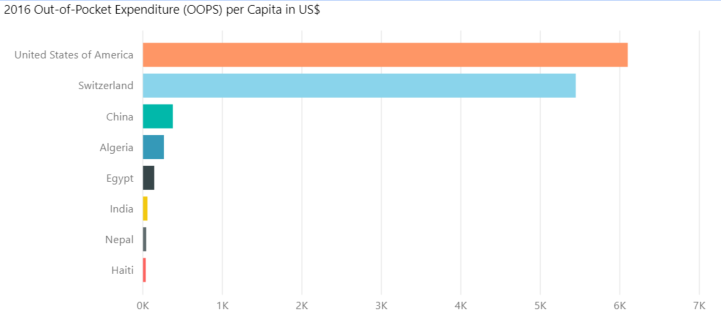 2016 Out-of-Pocket Expenditure (OOPS) per Capita in US$
United States of America
Switzerland
China
Algeria
Egypt
India
Nepal
Haiti
0K 1K 2K 3K 4K 5K 6K 7K